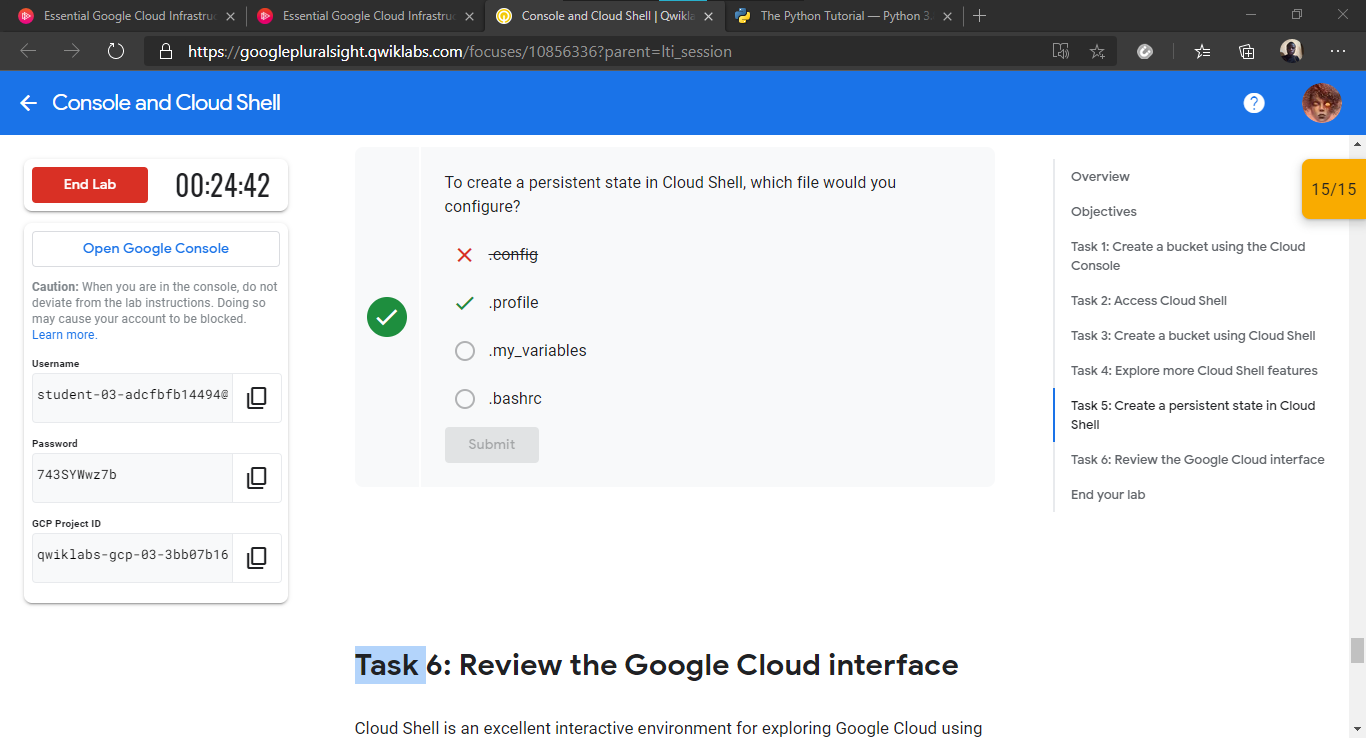 Essential Google Cloud Infrastru
Essential Google Cloud Infrastru
Console and Cloud Shell | Qwikla
The Python Tutorial — Python 3.
https://googlepluralsight.qwiklabs.com/focuses/10856336?parent=lti_session
Console and Cloud Shell
End Lab
00:24:42
Open Google Console
Caution: When you are in the console, do not
deviate from the lab instructions. Doing so
may cause your account to be blocked.
Learn more.
Username
student-03-adcfbfb14494@
Password
743SYWwz7b
GCP Project ID
qwiklabs-gcp-03-3bb07b16
To create a persistent state in Cloud Shell, which file would you
configure?
.config
.profile
.my_variables
.bashrc
Submit
Task 6: Review the Google Cloud interface
Cloud Shell is an excellent interactive environment for exploring Google Cloud using
Overview
Objectives
Task 1: Create a bucket using the Cloud
Console
Task 2: Access Cloud Shell
Task 3: Create a bucket using Cloud Shell
Task 4: Explore more Cloud Shell features
Task 5: Create a persistent state in Cloud
Shell
Task 6: Review the Google Cloud interface
End your lab
15/15